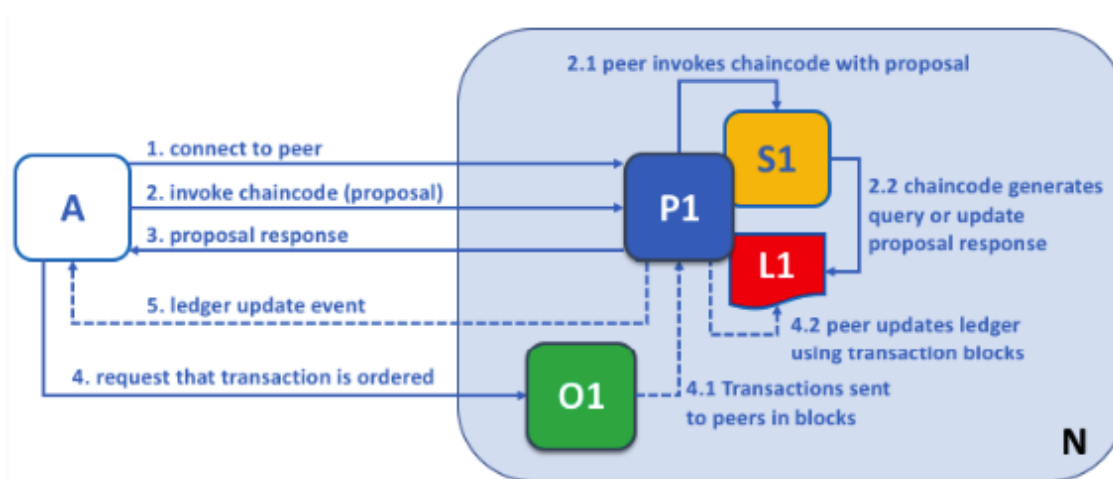 2.1 peer invokes chaincode with proposal
1. connect to peer
S1
A
2. invoke chaincode (proposal)
P1
2.2 chaincode generates
query or update
proposal response
3. proposal response
L1
5. ledger update event
4.2 peer updates ledger
using transaction blocks
4. request that transaction is ordered
O1
4.1 Transactions sent
to peers in blocks
N